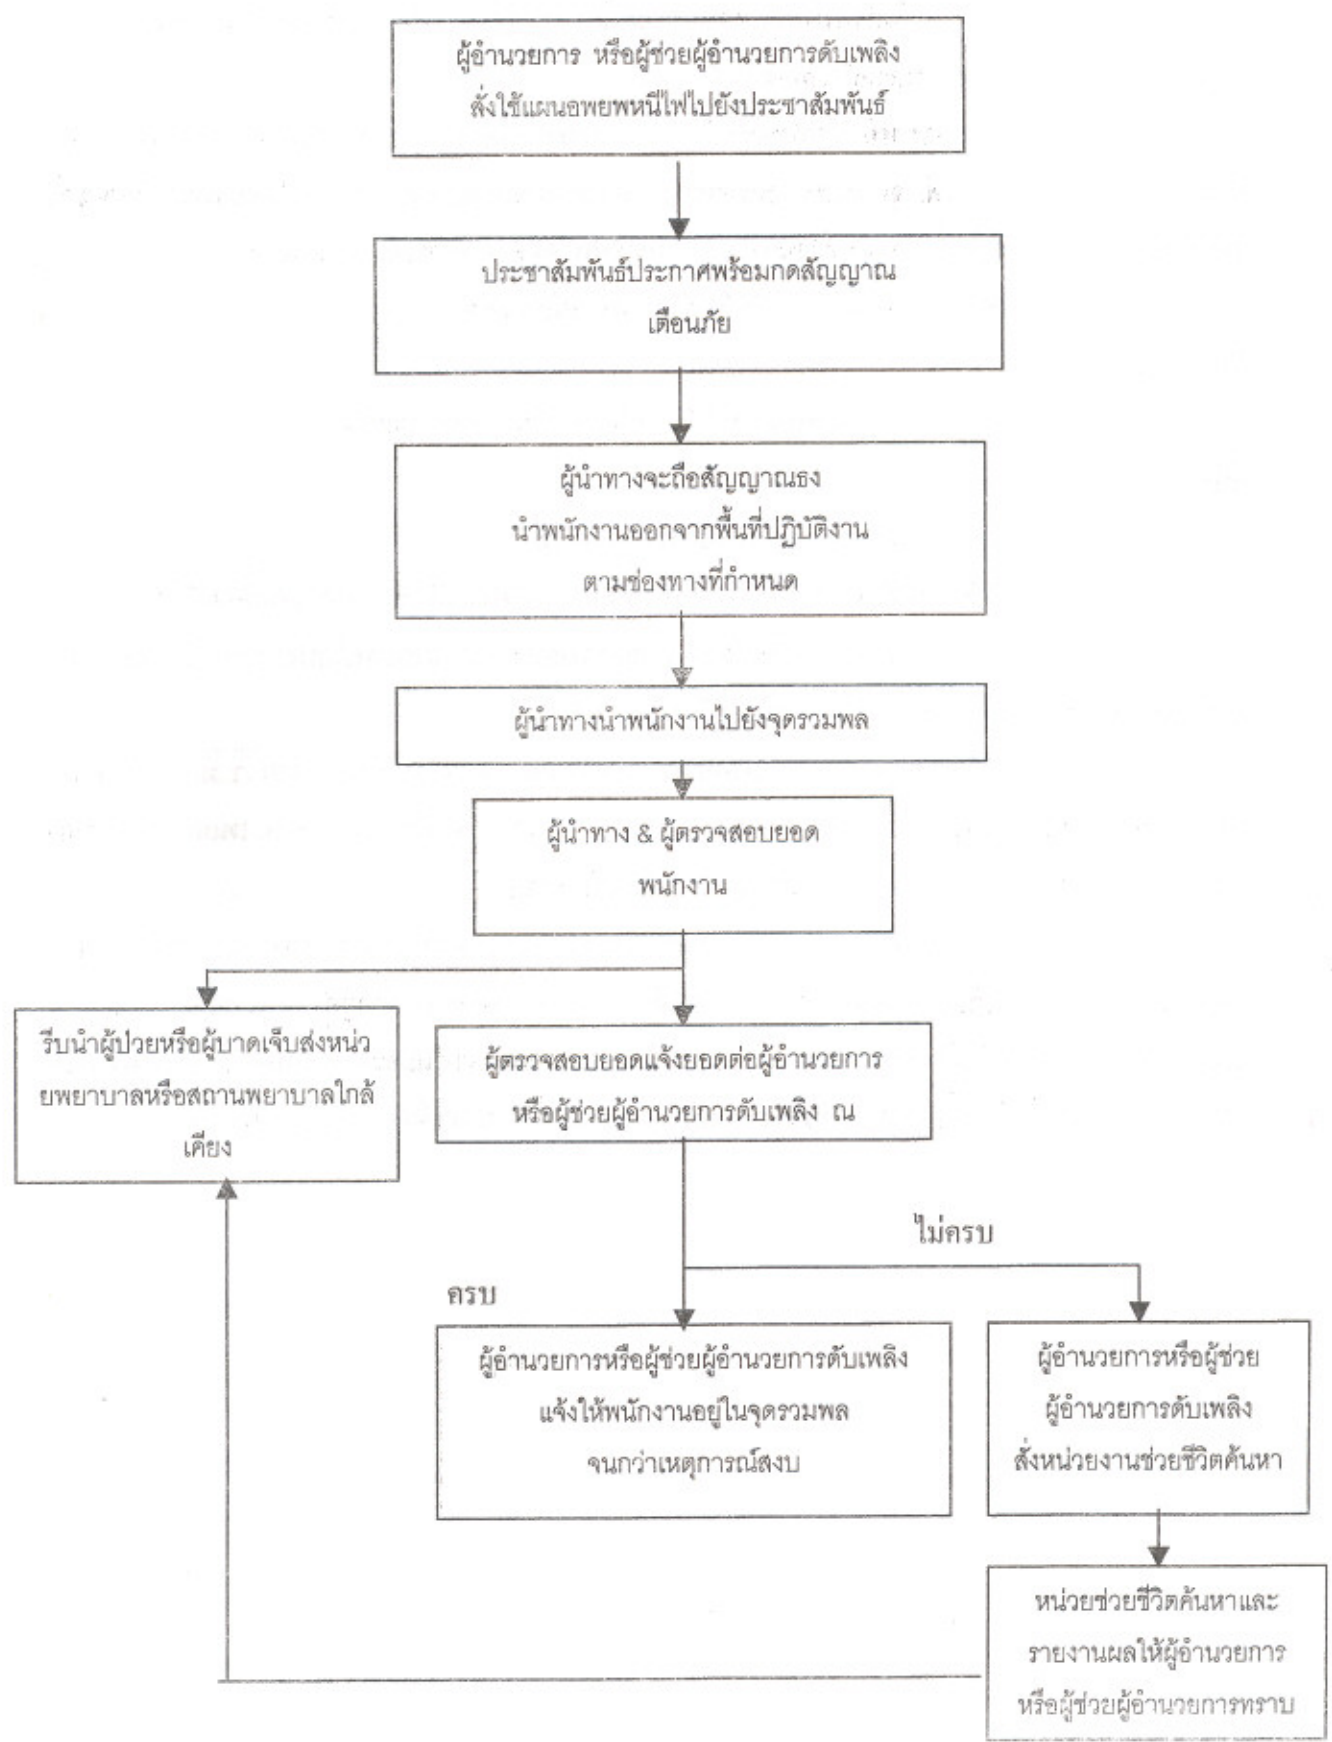 ผู้อำนวยการ หรือผู้ช่วยผู้อำนวยการดับเพลิง
สั่งใช้แผนอพยพหนีไฟไปยังประชาสัมพันธ์
ประชาสัมพันธ์ประกาศพร้อมกดสัญญาณ
เตือนภัย
ผู้นำทางจะถือสัญญาณธง
นำพนักงานออกจากพื้นที่ปฏิบัติงาน
ตามช่องทางที่กำหนด
ผู้นำทางนำพนักงานไปยังจุดรวมพล
ผู้นำทาง & ผู้ตรวจสอบยอด
พนักงาน
รีบนำผู้ป่วยหรือผู้บาดเจ็บส่งหน่ว
ยพยาบาลหรือสถานพยาบาลใกล้
เคียง
ผู้ตรวจสอบยอดแจ้งยอดต่อผู้อำนวยการ
หรือผู้ช่วยผู้อำนวยการดับเพลิง ณ
ไม่ครบ
ครบ
ผู้อำนวยการหรือผู้ช่วยผู้อำนวยการดับเพลิง
แจ้งให้พนักงานอยู่ในจุดรวมพล
จนกว่าเหตุการณ์สงบ
ผู้อำนวยการหรือผู้ช่วย
ผู้อำนวยการดับเพลิง
สั่งหน่วยงานช่วยชีวิตค้นหา
หน่วยช่วยชีวิตค้นหาและ
รายงานผลให้ผู้อำนวยการ
หรือผู้ช่วยผู้อำนวยการทราบ